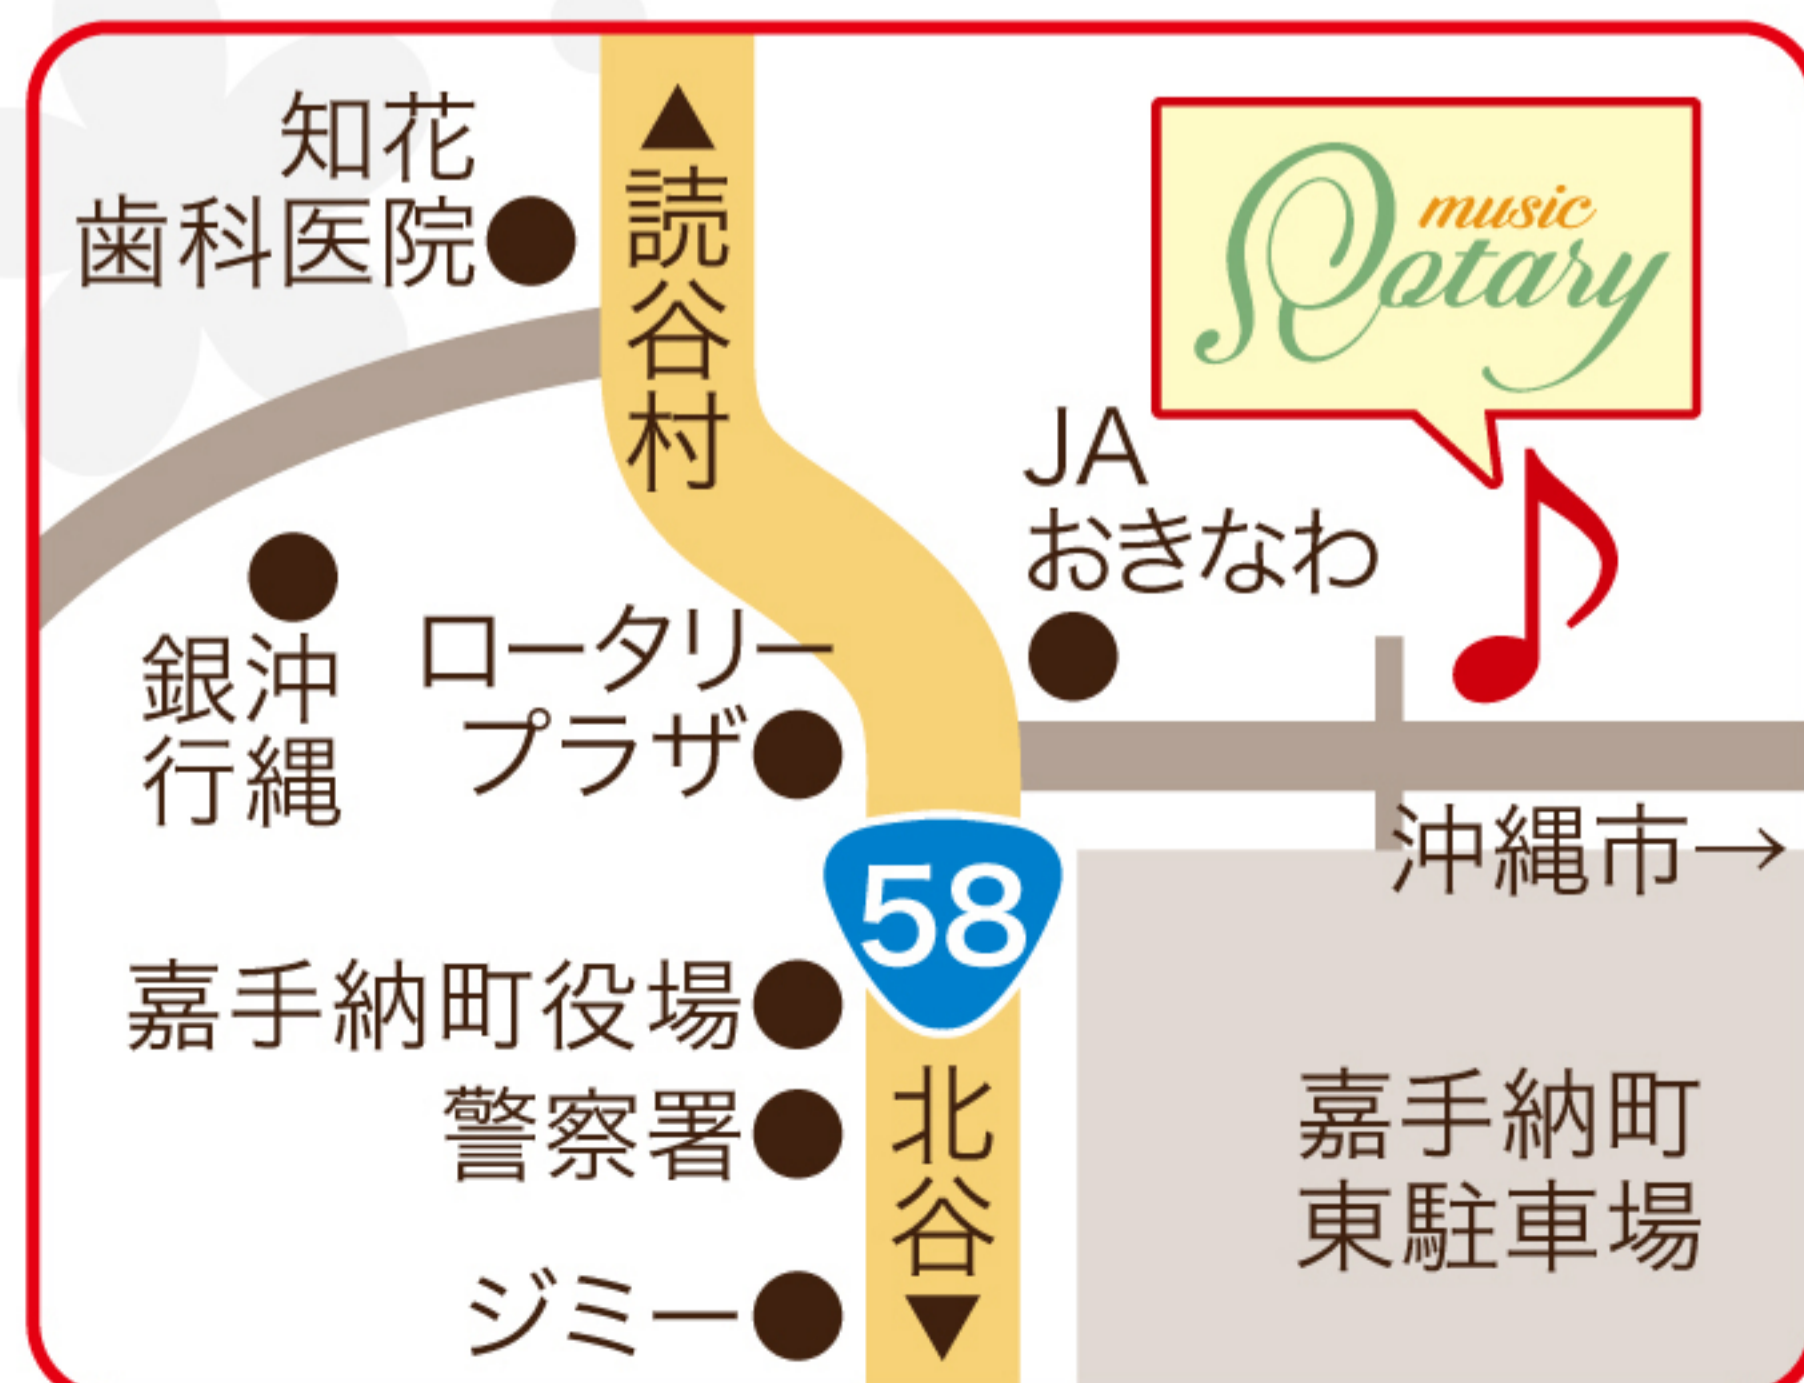 知花
歯科医院
▲読谷村
music
Rotary
JA
おきなわ
沖縄
銀行
ロータリー
プラザ
沖縄市→
58
嘉手納町役場
警察署
ジミー
北谷▼
嘉手納町
東駐車場